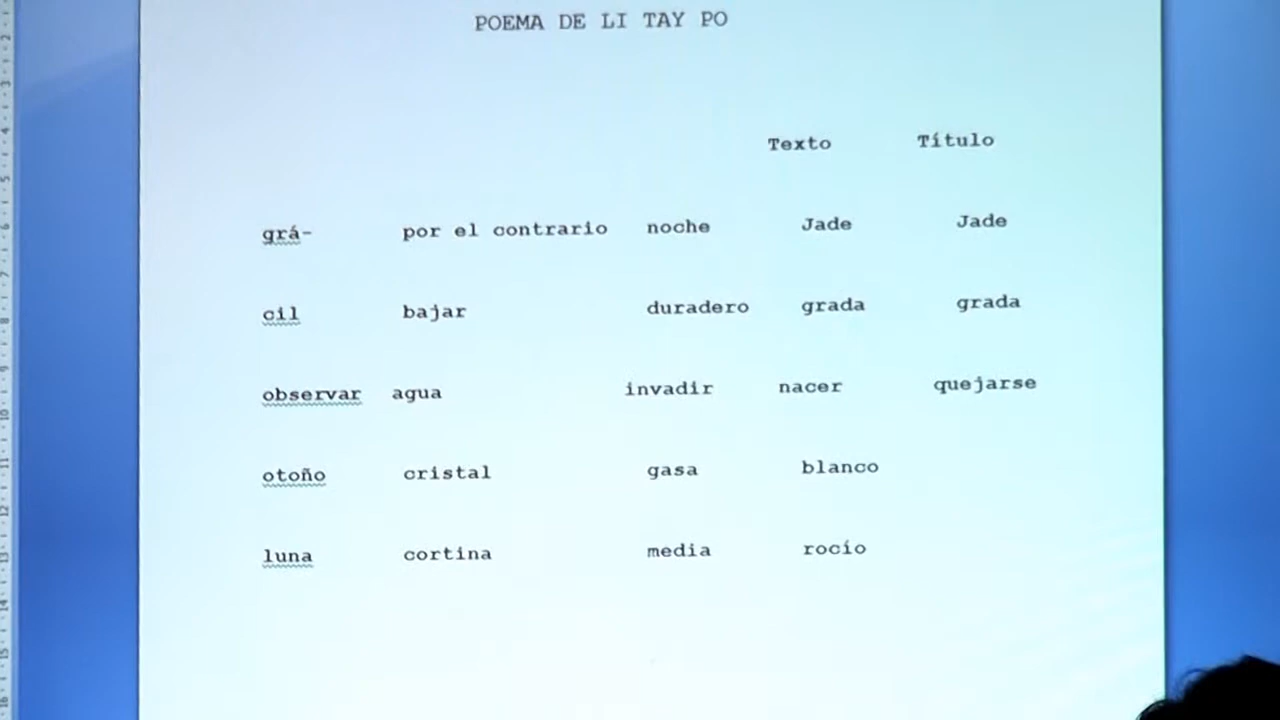 POEMA DE LI TAY PO
Texto Título
grá- por el contrario noche Jade Jade
cil bajar duradero grada grada
observar agua invadir nacer quejarse
otoño cristal gasa blanco
luna cortina media rocío